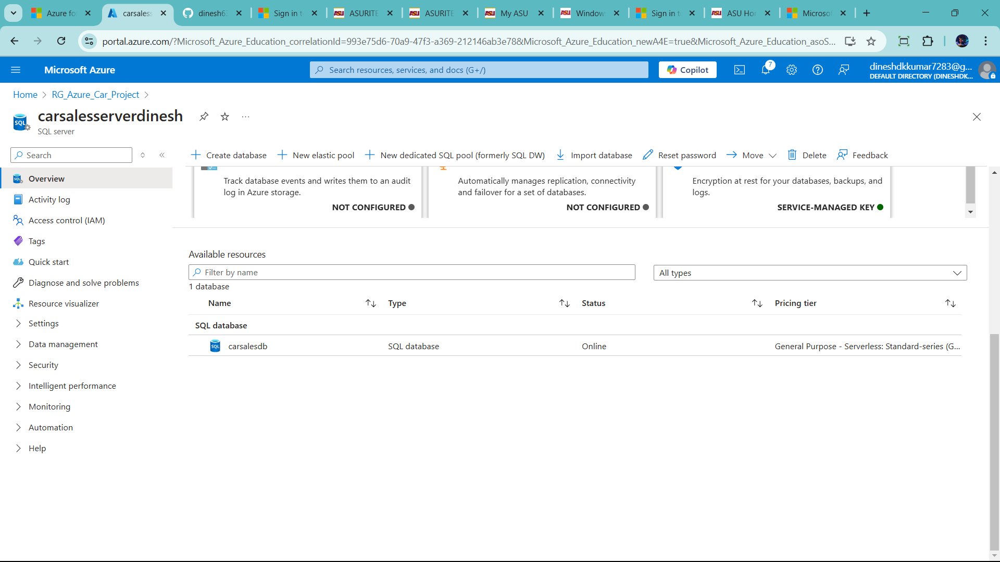 Azure fo
carsales
dinesh63
Sign in t
ASURITE
ASURITE
My ASU
Window
Sign in t
ASU Hor
Microsof
portal.azure.com/?Microsoft_Azure_Education_correlationId=993e75d6-70a9-47f3-a369-212146ab3e78&Microsoft_Azure_Education_newA4E=true&Microsoft_Azure_Education_asoS...
Microsoft Azure
Search resources, services, and docs (G+/)
Copilot
7
dineshdkkumar7283@g...
DEFAULT DIRECTORY (DINESHDK...
Home > RG_Azure_Car_Project >
SQL
carsalesserverdinesh
...
SQL server
Search
Create database
New elastic pool
New dedicated SQL pool (formerly SQL DW)
Import database
Reset password
Move
Delete
Feedback
Overview
Activity log
Access control (IAM)
Tags
Quick start
Diagnose and solve problems
Resource visualizer
Settings
Data management
Security
Intelligent performance
Monitoring
Automation
Help
Track database events and writes them to an audit
log in Azure storage.
NOT CONFIGURED
Automatically manages replication, connectivity
and failover for a set of databases.
NOT CONFIGURED
Encryption at rest for your databases, backups, and
logs.
SERVICE-MANAGED KEY
Available resources
Filter by name
All types
1 database
Name
Type
Status
Pricing tier
SQL database
SQL
carsalesdb
SQL database
Online
General Purpose - Serverless: Standard-series (G...